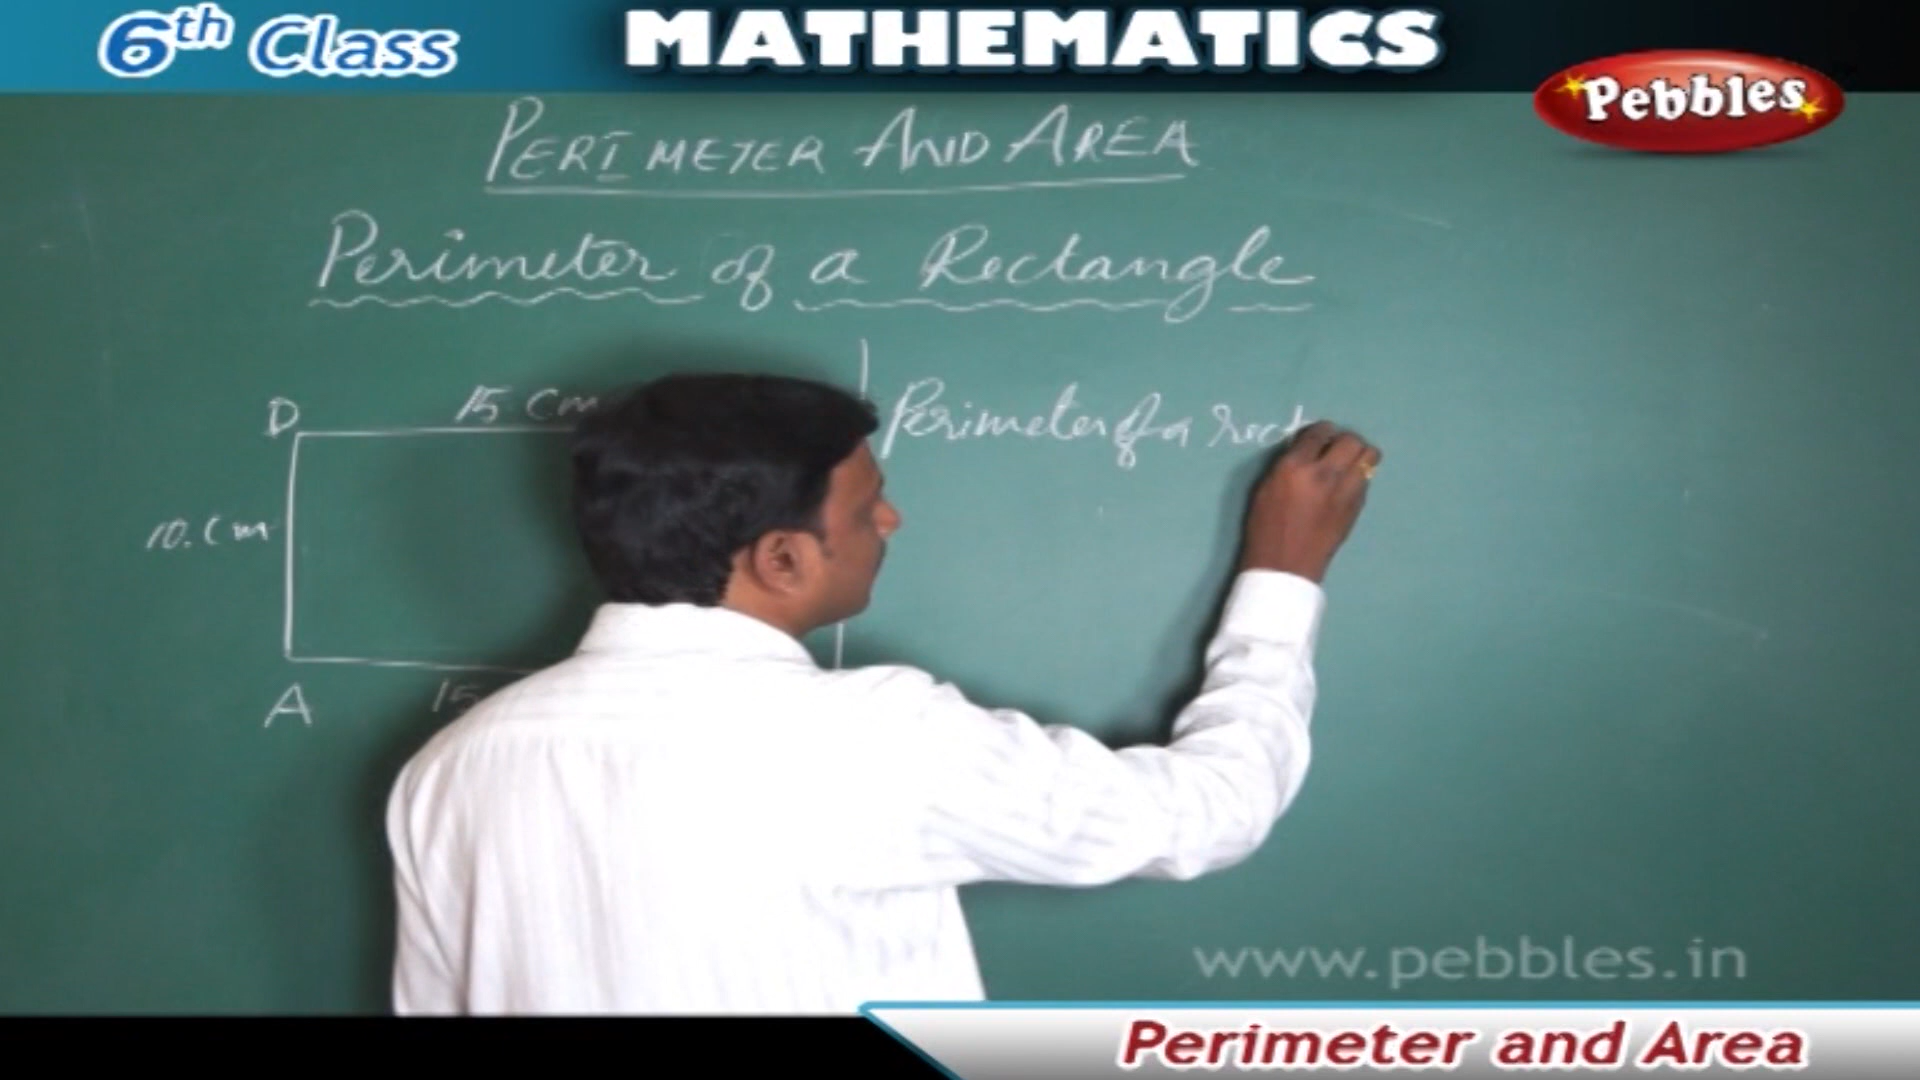 6th Class
MATHEMATICS
Pebbles
PERIMETER AND AREA
Perimeter of a Rectangle
D
15 Cm
Perimeter of a rect
10. Cm
A
15
www.pebbles.in
Perimeter and Area